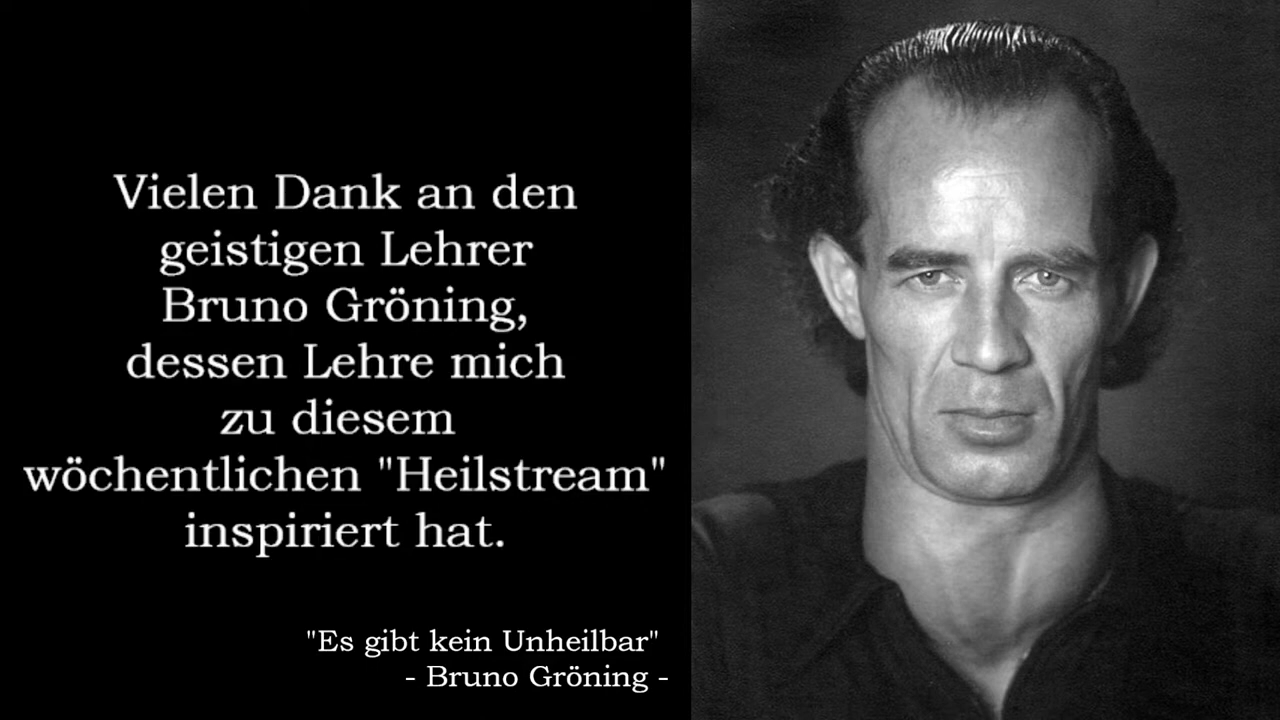 Vielen Dank an den
geistigen Lehrer
Bruno Gröning,
dessen Lehre mich
zu diesem
wöchentlichen "Heilstream"
inspiriert hat.
"Es gibt kein Unheilbar"
- Bruno Gröning -